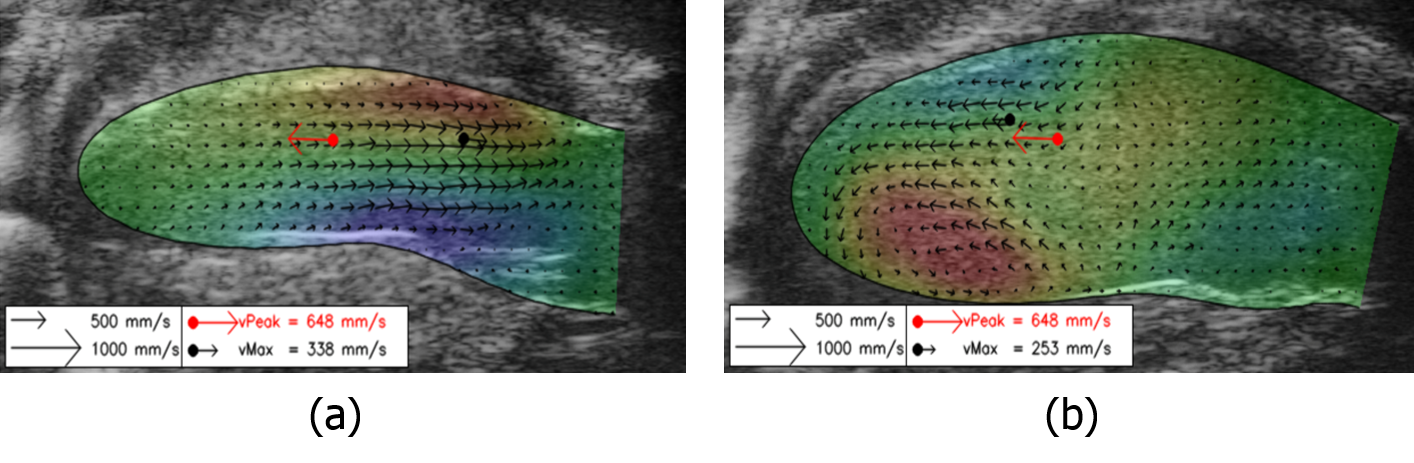 500 mm/s vPeak = 648 mm/s
1000 mm/s vMax = 338 mm/s
500 mm/s vPeak = 648 mm/s
1000 mm/s vMax = 253 mm/s
(a) (b)